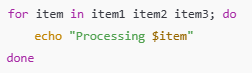 for item in item1 item2 item3; do
    echo "Processing $item"
done